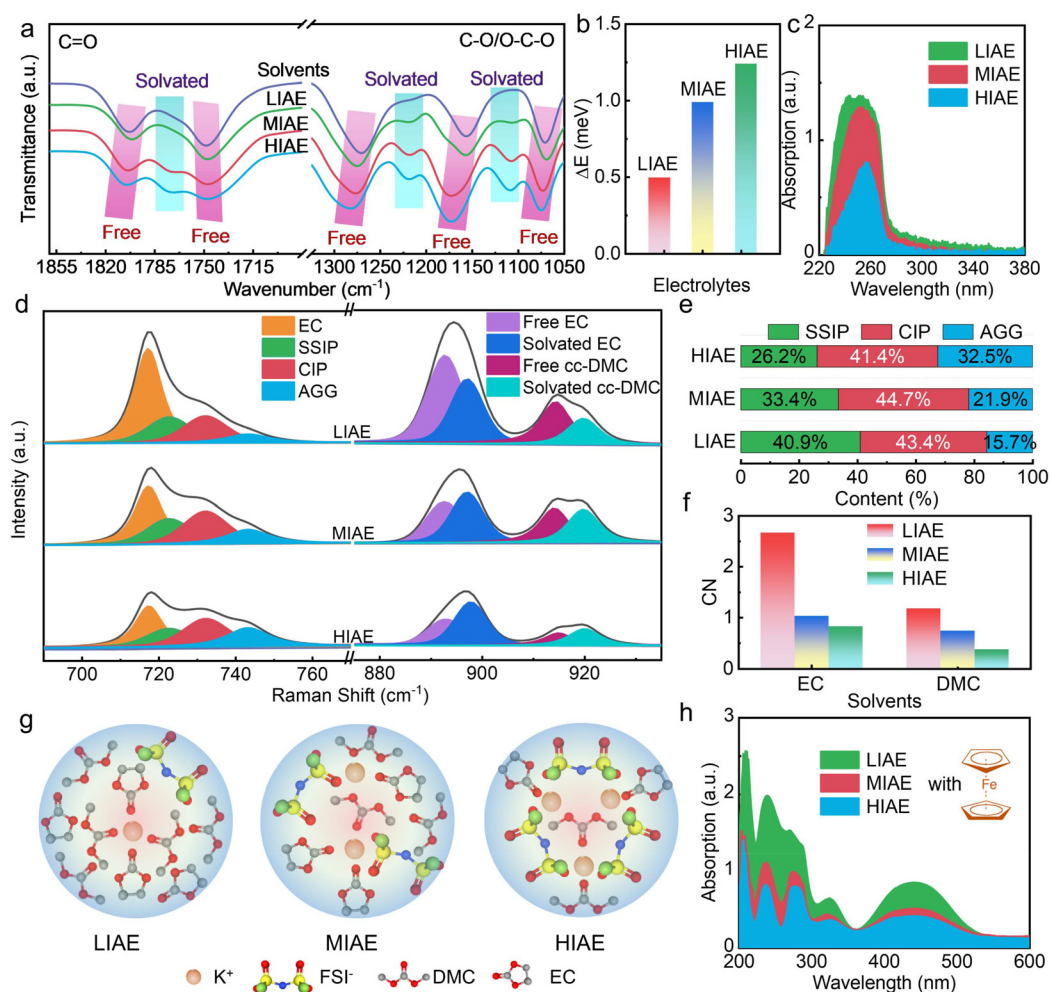 a
C=O
C-O/O-C-O
Solvated
Solvents
Solvated
Solvated
LIAE
MIAE
HIAE
Free
Free
Free
Free
Free
Transmittance (a.u.)
1855 1820 1785 1750 1715 1300 1250 1200 1150 1100 1050
Wavenumber (cm⁻¹)
b
ΔE (meV)
1.5
1.0
0.5
0.0
LIAE
MIAE
HIAE
Electrolytes
c
Absorption (a.u.)
2
1
0
LIAE
MIAE
HIAE
220 260 300 340 380
Wavelength (nm)
d
Intensity (a.u.)
EC
SSIP
CIP
AGG
Free EC
Solvated EC
Free cc-DMC
Solvated cc-DMC
LIAE
MIAE
HIAE
700 720 740 760 880 900 920
Raman Shift (cm⁻¹)
e
SSIP CIP AGG
HIAE 26.2% 41.4% 32.5%
MIAE 33.4% 44.7% 21.9%
LIAE 40.9% 43.4% 15.7%
0 20 40 60 80 100
Content (%)
f
CN
3
2
1
0
LIAE
MIAE
HIAE
EC DMC
Solvents
g
LIAE MIAE HIAE
K⁺ FSI⁻ DMC EC
h
Absorption (a.u.)
3
2
1
0
LIAE
MIAE
HIAE
with
Fe
200 300 400 500 600
Wavelength (nm)